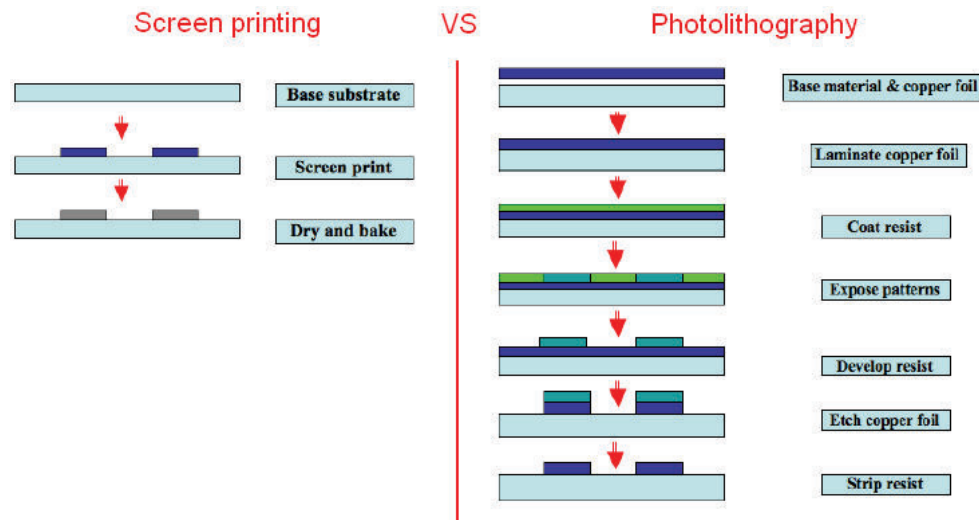 Screen printing VS Photolithography
Base substrate
Screen print
Dry and bake
Base material & copper foil
Laminate copper foil
Coat resist
Expose patterns
Develop resist
Etch copper foil
Strip resist